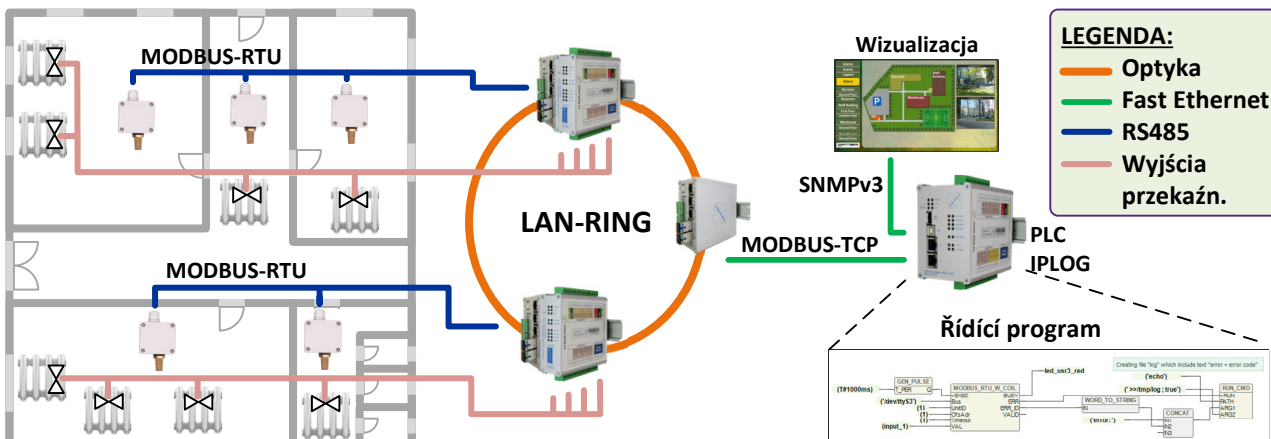 MODBUS-RTU
MODBUS-RTU
LAN-RING
MODBUS-TCP
Wizualizacja
SNMPv3
PLC
IPLOG
LEGENDA:
Optyka
Fast Ethernet
RS485
Wyjścia
przekaźn.
Řídící program
Creating file "log" which include text "error + error code"
led_usr3_red
('echo')
('>>/tmp/log ; true')
GEN_PULSE
(T#1000ms)
T_PER
Q
MODBUS_RTU_W_COIL
EXEC
BUSY
('/dev/ttyS3')
Bus
ERR
(1)
UnitID
ERR_ID
(1)
OfsAdr
VALID
(1)
Timeout
(input_1)
VAL
WORD_TO_STRING
IN
('error: ')
CONCAT
IN1
IN2
IN3
RUN_CMD
RUN
PATH
ARG1
ARG2